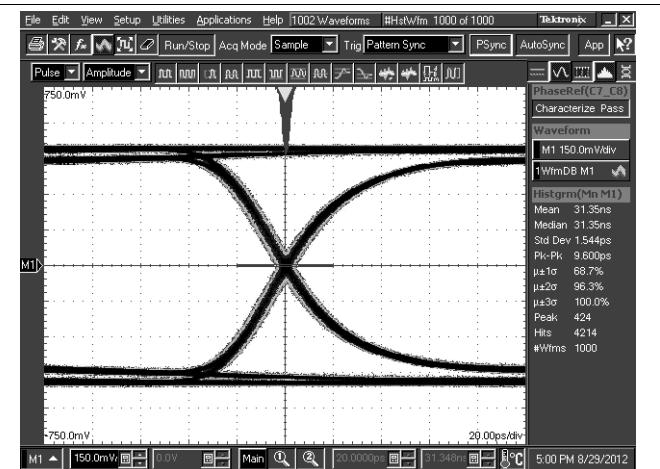 File Edit View Setup Utilities Applications Help 1002 Waveforms #HstWfm 1000 of 1000 Tektronix
Run/Stop Acq Mode Sample Trig Pattern Sync PSync AutoSync App
Pulse Amplitude
750.0mV
PhaseRef(C7_C8)
Characterize Pass
Waveform
M1 150.0mV/div
1WfmDB M1
Histgrm(Mn M1)
Mean 31.35ns
Median 31.35ns
Std Dev 1.544ps
Pk-Pk 9.600ps
µ±1σ 68.7%
µ±2σ 96.3%
µ±3σ 100.0%
Peak 424
Hits 4214
#Wfms 1000
M1
-750.0mV 20.00ps/div
M1 150.0mV/ 0.0V Main 1 2 20.0000ps 31.348ns °C 5:00 PM 8/29/2012